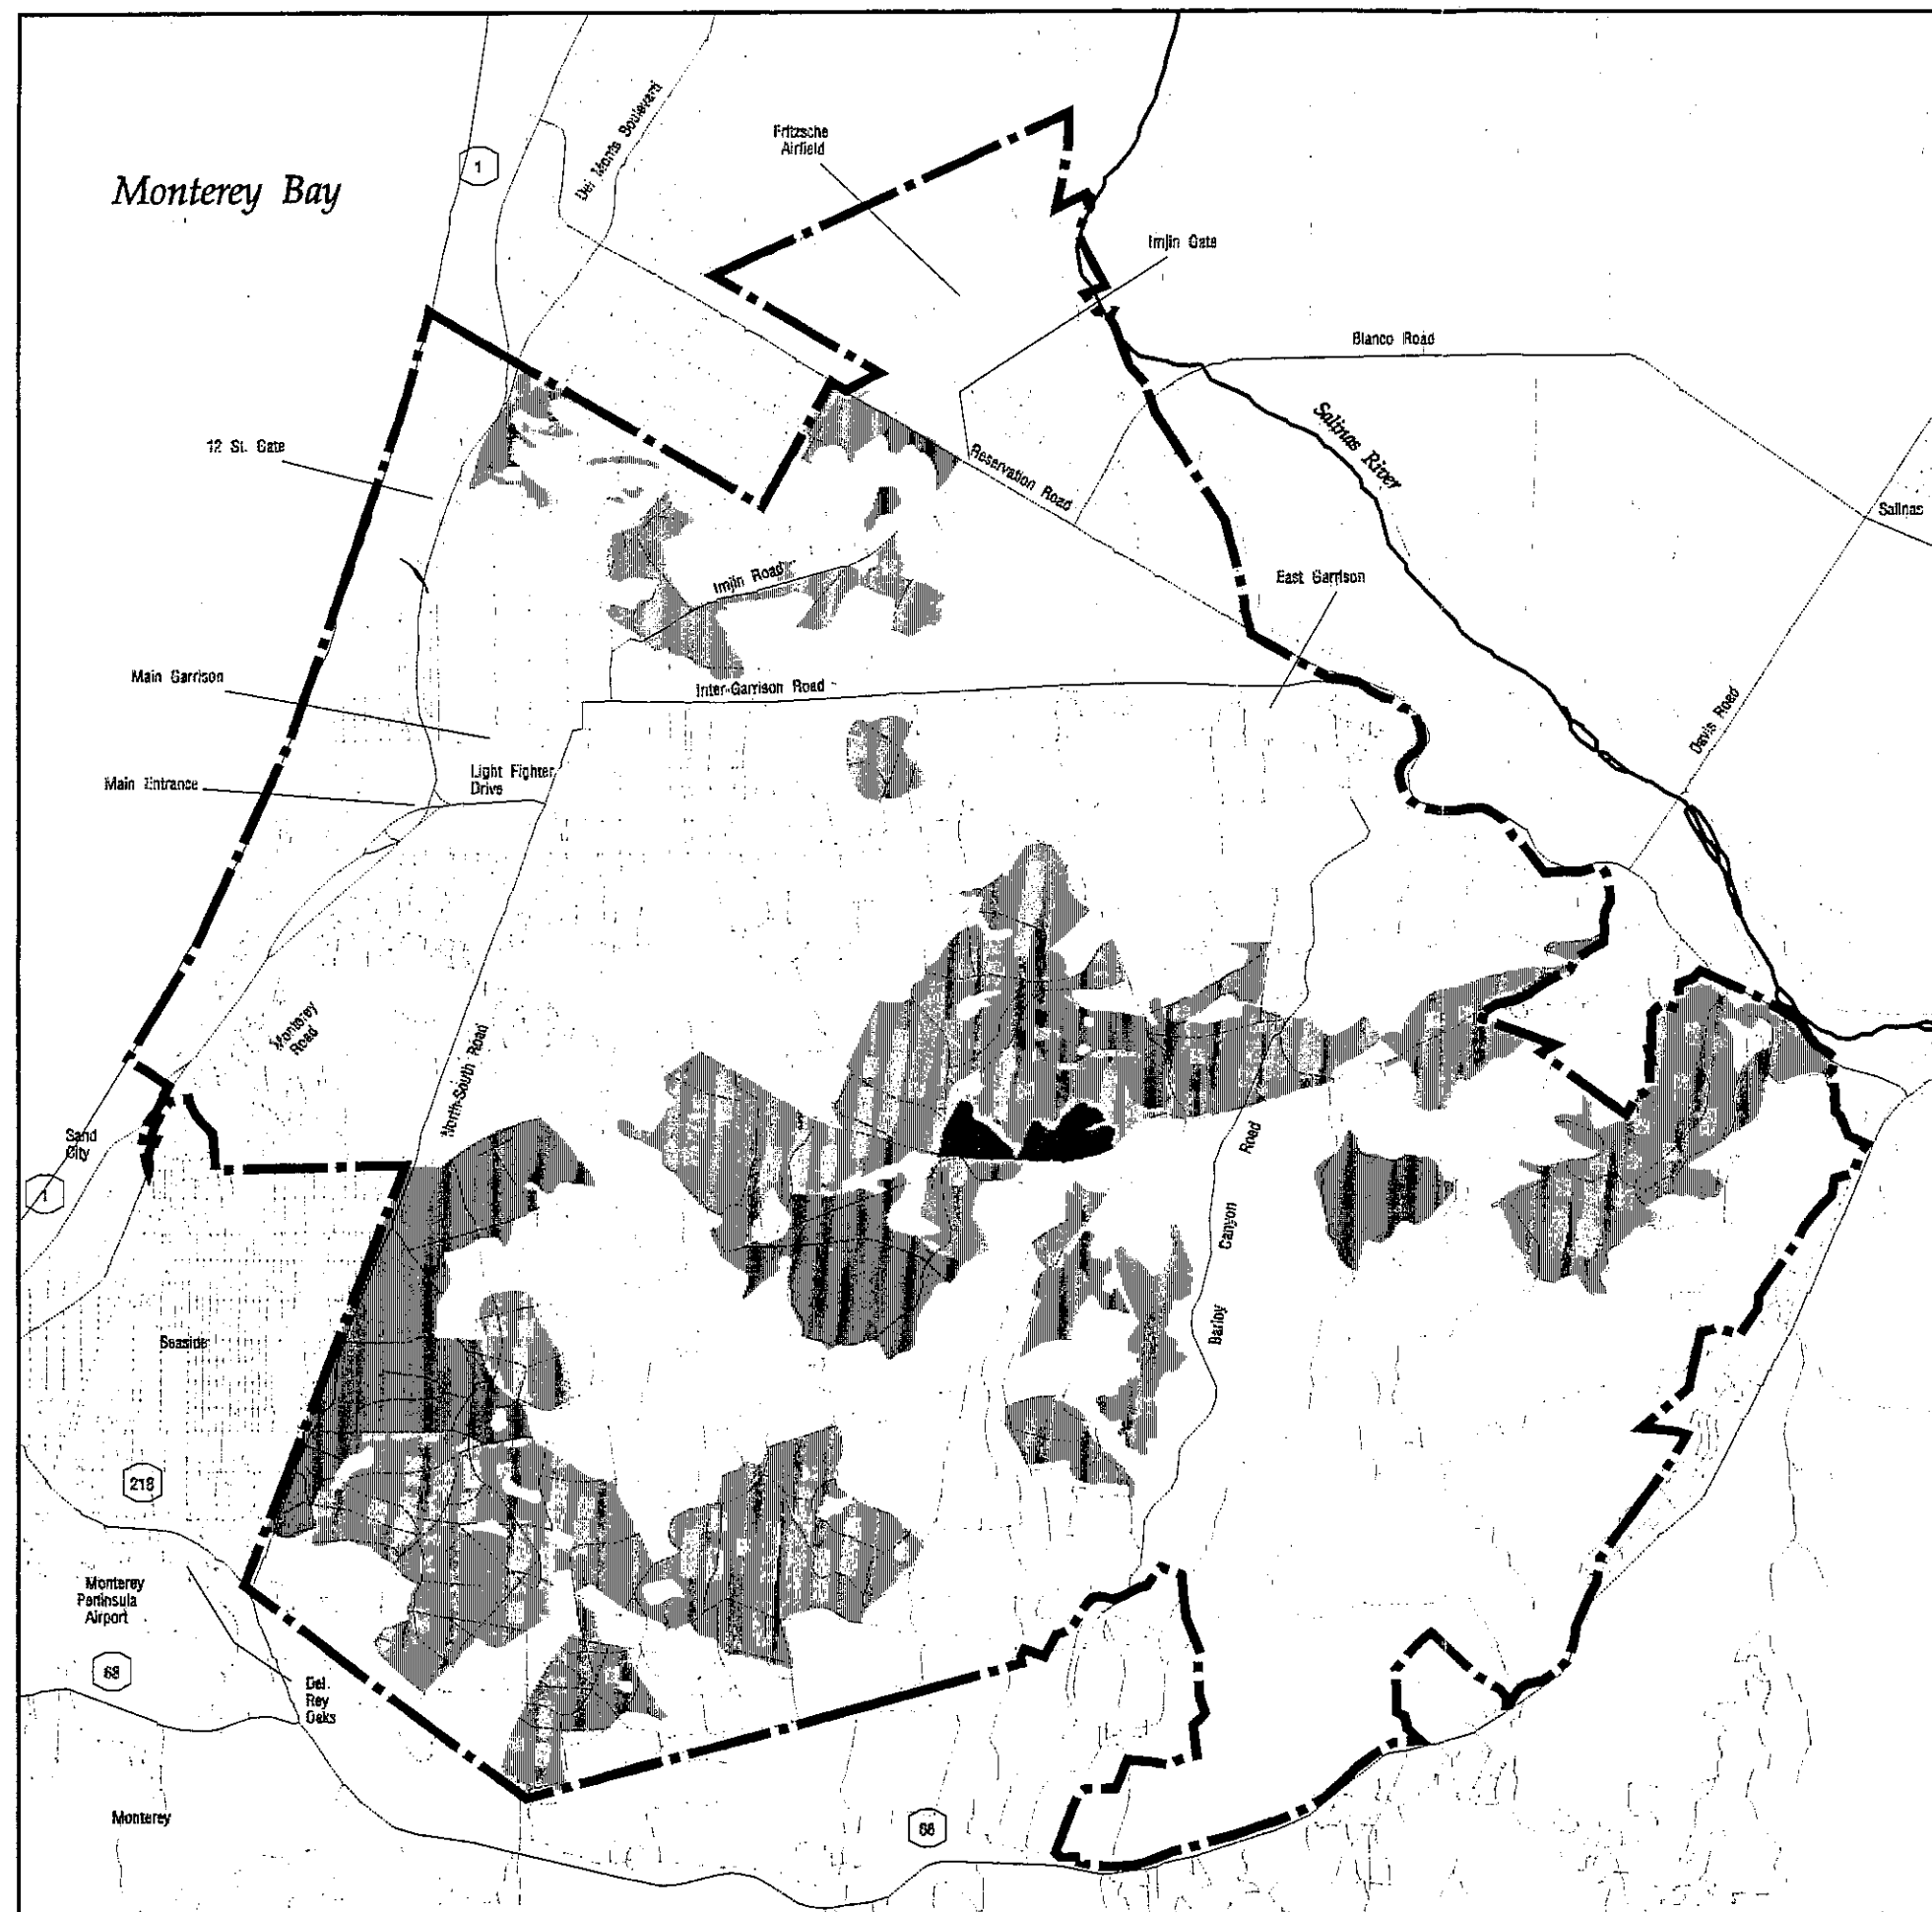 Del Monte Boulevard
Fritzsche
Airfield
1
Monterey Bay
Imjin Gate
Blanco Road
Salinas River
12 St. Gate
Reservation Road
Salinas
Imjin Road
East Garrison
Main Garrison
Inter-Garrison Road
Davis Road
Light Fighter
Drive
Main Entrance
Monterey
Road
North-South Road
Sand
City
1
Barloy
Canyon
Road
Seaside
218
Monterey
Peninsula
Airport
68
Del
Rey
Oaks
Monterey
68